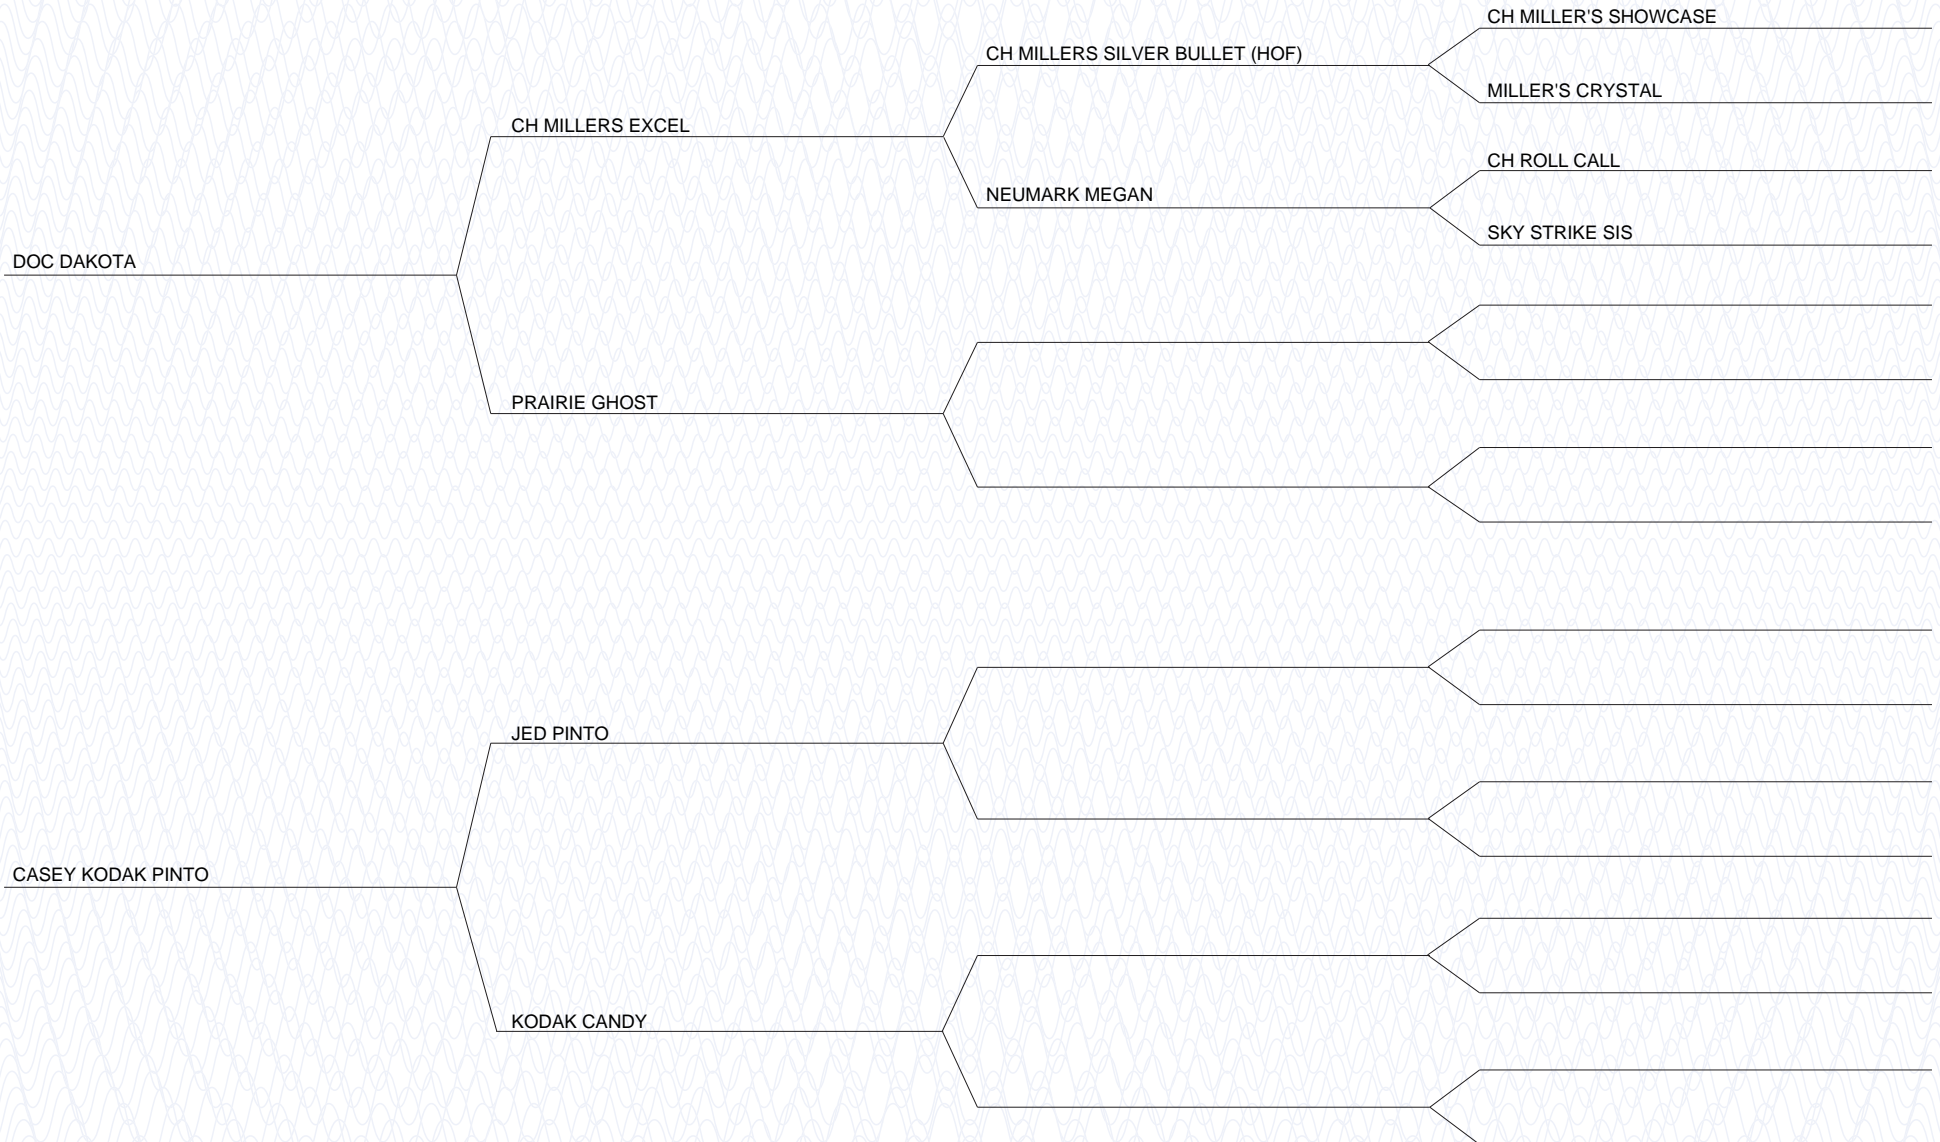 CH MILLER'S SHOWCASE
CH MILLERS SILVER BULLET (HOF)
MILLER'S CRYSTAL
CH MILLERS EXCEL
CH ROLL CALL
NEUMARK MEGAN
SKY STRIKE SIS
DOC DAKOTA
PRAIRIE GHOST
JED PINTO
CASEY KODAK PINTO
KODAK CANDY